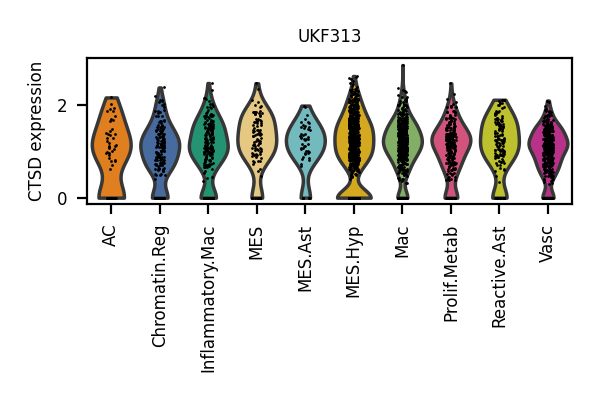 UKF313
CTSD expression
2
0
AC
Chromatin.Reg
Inflammatory.Mac
MES
MES.Ast
MES.Hyp
Mac
Prolif.Metab
Reactive.Ast
Vasc